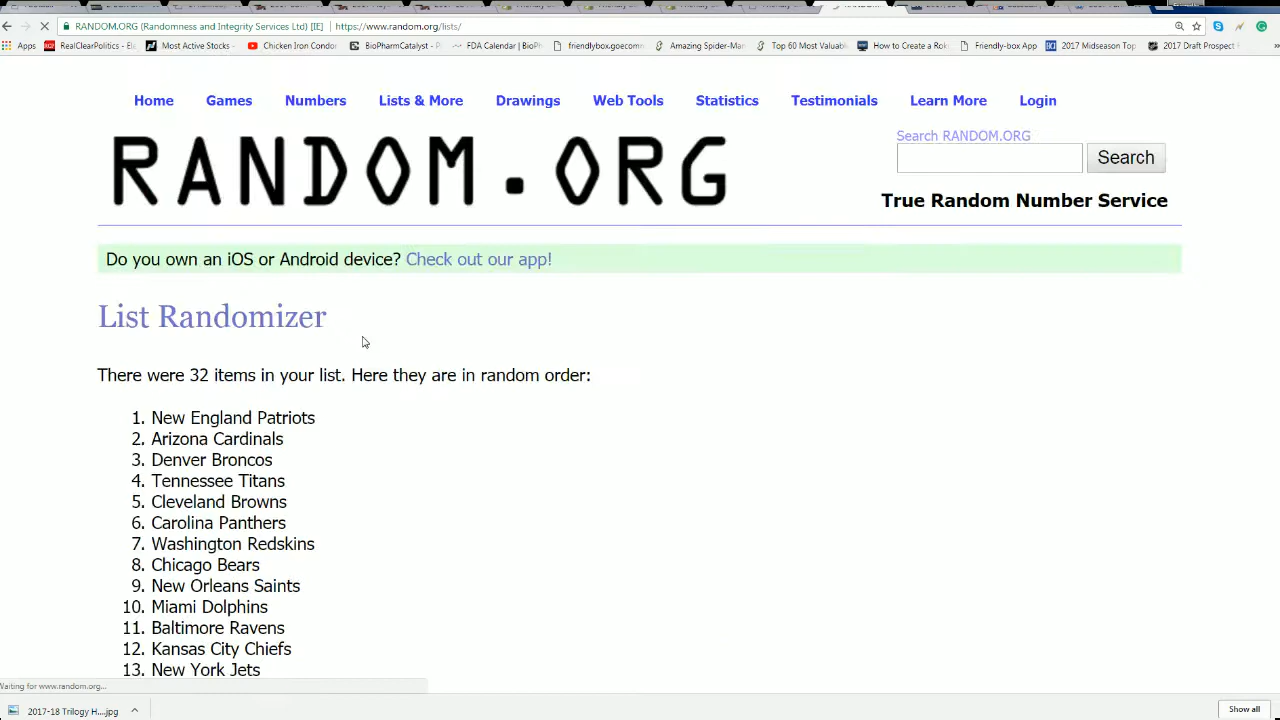 RANDOM.ORG (Randomness and Integrity Services Ltd) [IE] https://www.random.org/lists/
Apps RealClearPolitics - Ele Most Active Stocks - Chicken Iron Condor BioPharmCatalyst - P FDA Calendar | BioPh friendlybox.goecomm Amazing Spider-Man Top 60 Most Valuabl How to Create a Roku Friendly-box App 2017 Midseason Top 2017 Draft Prospect R
Home Games Numbers Lists & More Drawings Web Tools Statistics Testimonials Learn More Login
RANDOM.ORG
Search RANDOM.ORG
Search
True Random Number Service
Do you own an iOS or Android device? Check out our app!
List Randomizer
There were 32 items in your list. Here they are in random order:
1. New England Patriots
2. Arizona Cardinals
3. Denver Broncos
4. Tennessee Titans
5. Cleveland Browns
6. Carolina Panthers
7. Washington Redskins
8. Chicago Bears
9. New Orleans Saints
10. Miami Dolphins
11. Baltimore Ravens
12. Kansas City Chiefs
13. New York Jets
Waiting for www.random.org...
2017-18 Trilogy H....jpg
Show all